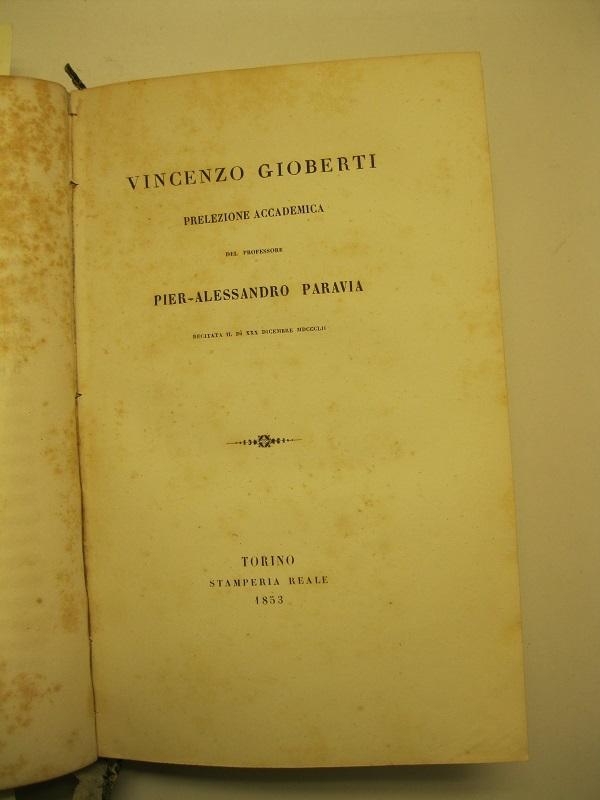 VINCENZO GIOBERTI
PRELEZIONE ACCADEMICA
DEL PROFESSORE
PIER-ALESSANDRO PARAVIA
RECITATA IL DÌ XXX DICEMBRE MDCCCLII
TORINO
STAMPERIA REALE
1853